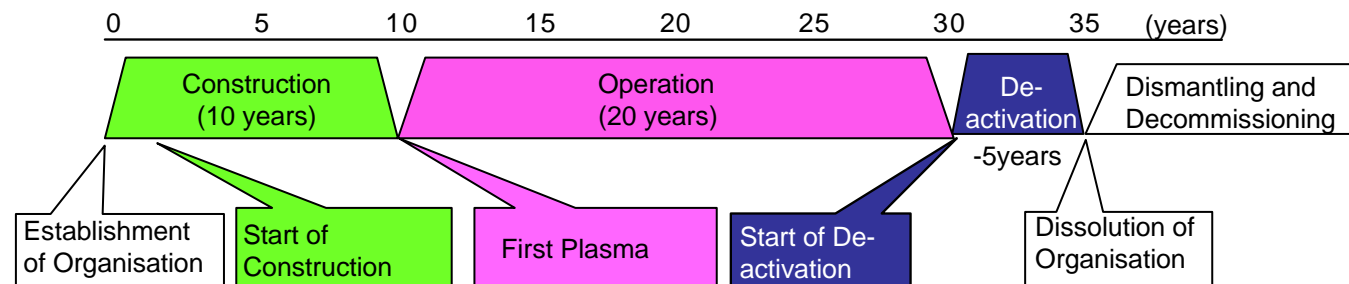 0 5 10 15 20 25 30 35 (years)
Construction
(10 years)
Operation
(20 years)
De-
activation
-5years
Dismantling and
Decommissioning
Establishment
of Organisation
Start of
Construction
First Plasma
Start of De-
activation
Dissolution of
Organisation